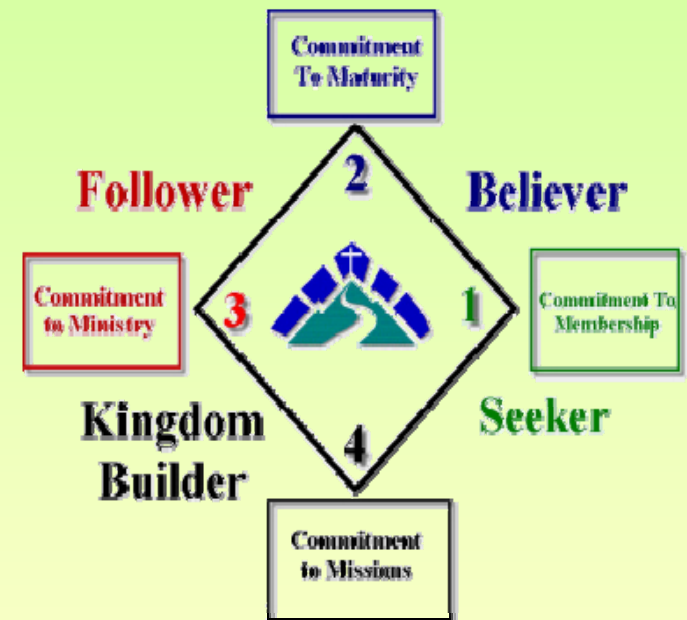 Commitment
To Maturity
2
Follower
Believer
Commitment
to Ministry
3
1
Commitment To
Membership
Kingdom
Builder
4
Seeker
Commitment
to Missions